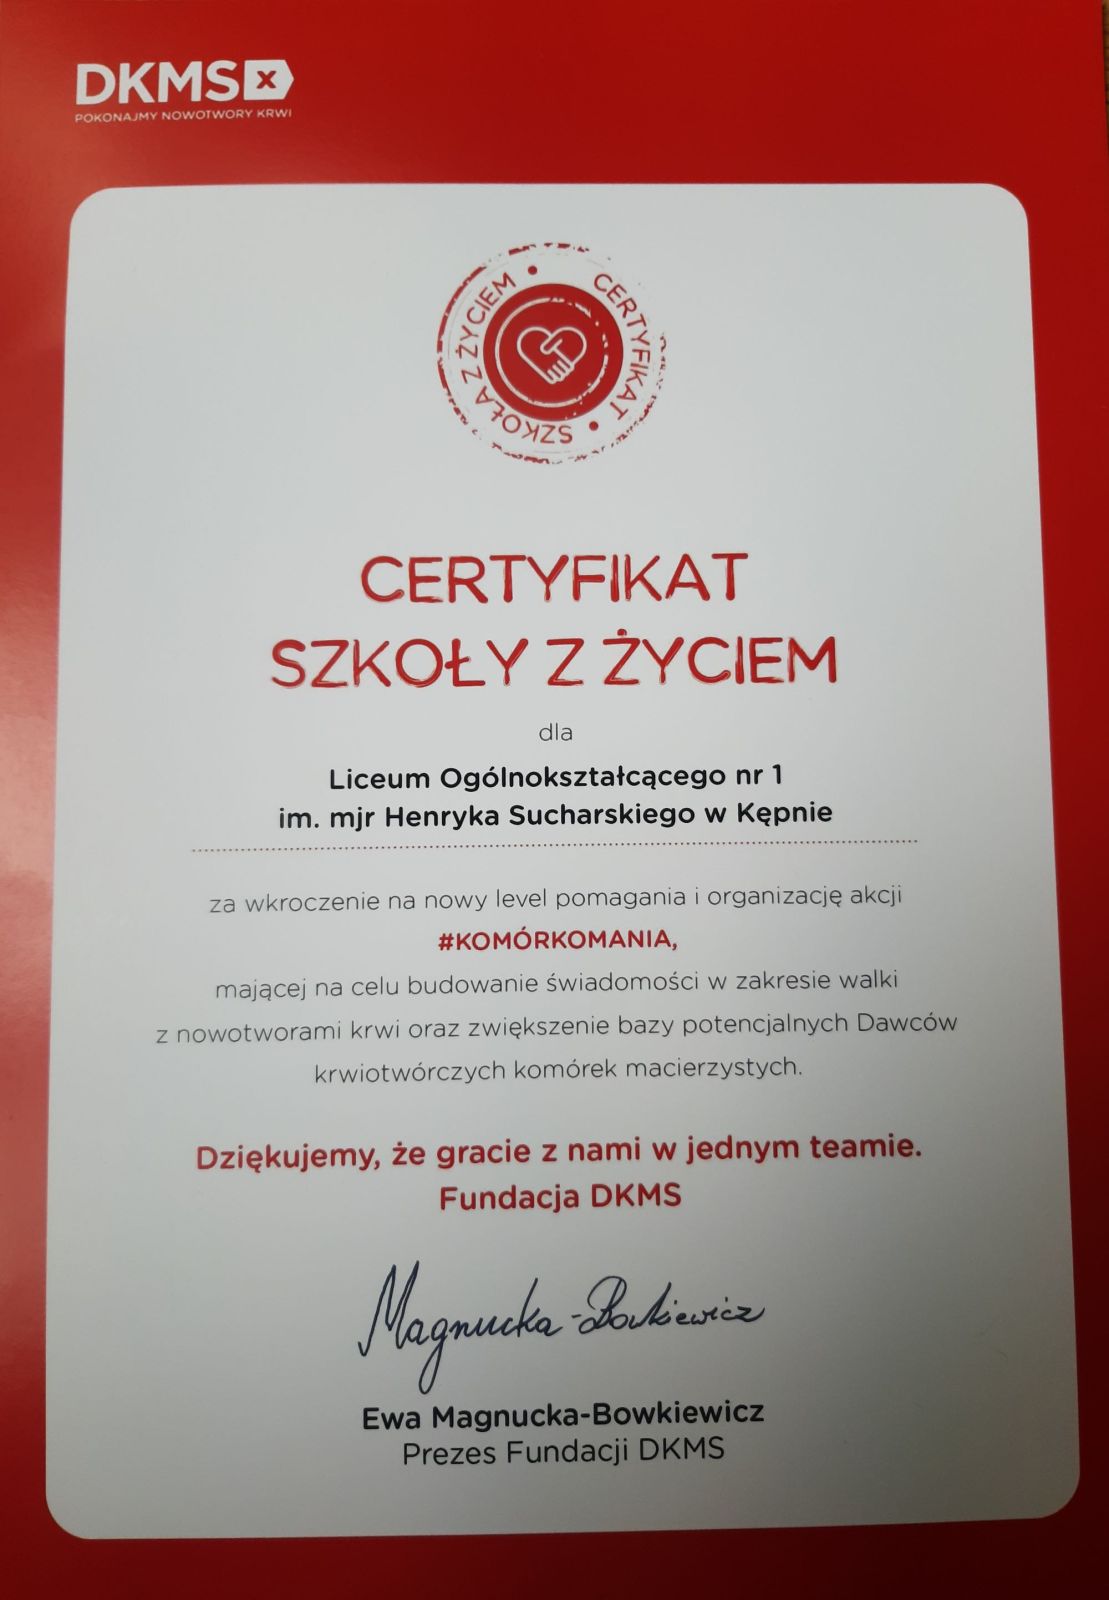 DKMS
POKONAJMY NOWOTWORY KRWI
CERTYFIKAT • SZKOŁA Z ŻYCIEM •
CERTYFIKAT
SZKOŁY Z ŻYCIEM
dla
Liceum Ogólnokształcącego nr 1
im. mjr Henryka Sucharskiego w Kępnie
za wkroczenie na nowy level pomagania i organizację akcji
#KOMÓRKOMANIA,
mającej na celu budowanie świadomości w zakresie walki
z nowotworami krwi oraz zwiększenie bazy potencjalnych Dawców
krwiotwórczych komórek macierzystych.
Dziękujemy, że gracie z nami w jednym teamie.
Fundacja DKMS
Magnucka-Bowkiewicz
Ewa Magnucka-Bowkiewicz
Prezes Fundacji DKMS